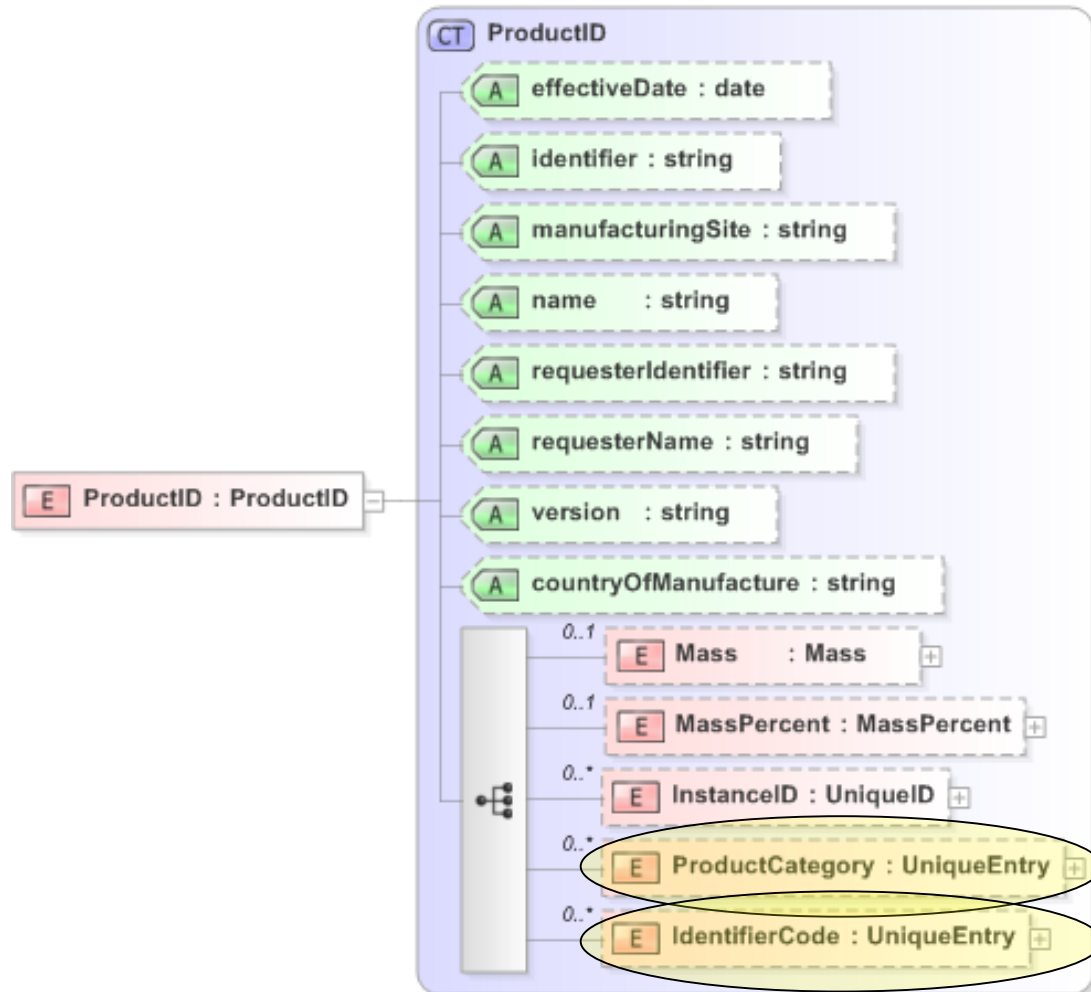 CT ProductID
A effectiveDate : date
A identifier : string
A manufacturingSite : string
A name : string
A requesterIdentifier : string
A requesterName : string
E ProductID : ProductID
A version : string
A countryOfManufacture : string
0..1
E Mass : Mass
0..1
E MassPercent : MassPercent
0..*
E InstanceID : UniqueID
0..*
E ProductCategory : UniqueEntry
0..*
E IdentifierCode : UniqueEntry